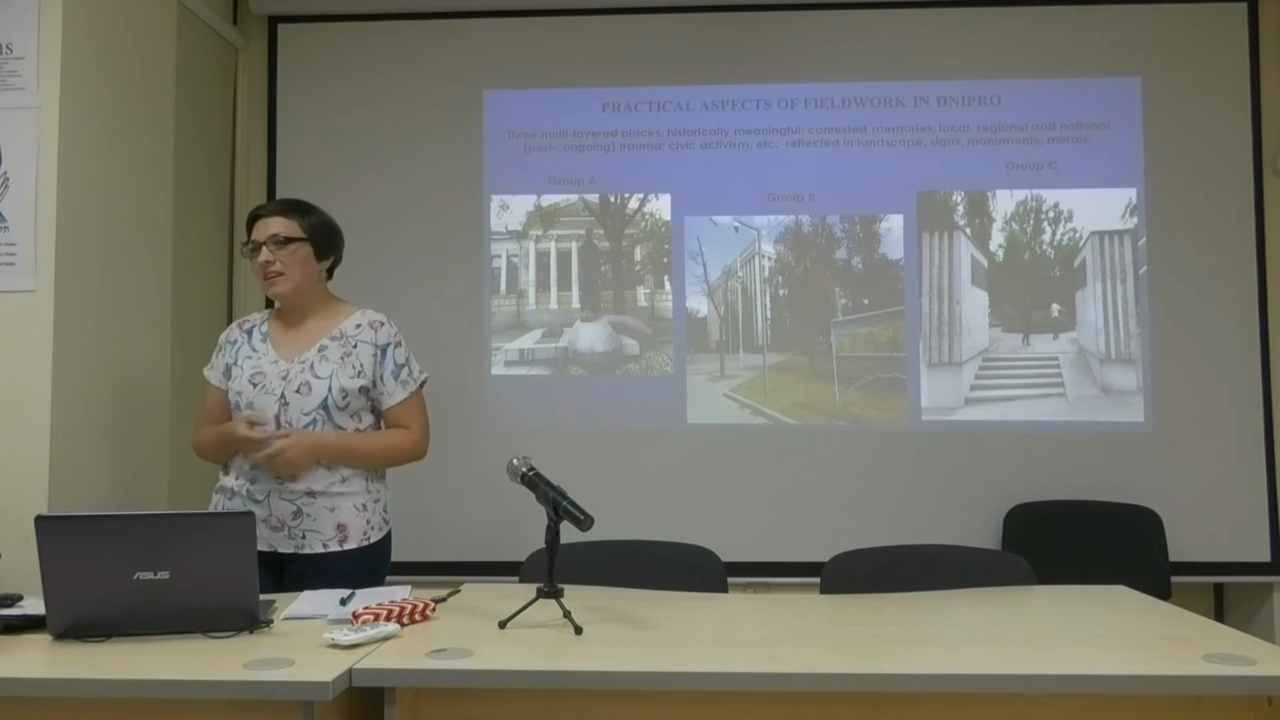 PRACTICAL ASPECTS OF FIELDWORK IN DNIPRO
Three multi-layered places, historically meaningful; contested memories; local, regional and national
(post-; ongoing) trauma; civic activism, etc. reflected in landscape, signs, monuments, murals
Group A
Group B
Group C
ASUS